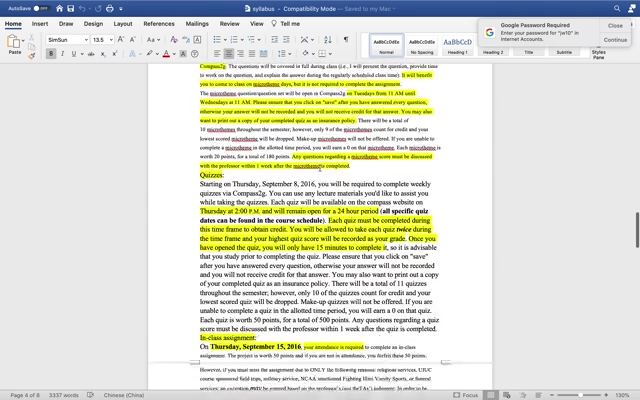 AutoSave OFF syllabus - Compatibility Mode — Saved to my Mac
Home Insert Draw Design Layout References Mailings Review View Tell me
Google Password Required
Enter your password for "jw10" in Internet Accounts.
Close
Continue
SimSun 13.5
AaBbCcDdEe AaBbCcDdEe AaBbCcDd
Normal No Spacing Heading 1 Heading 2 Title Subtitle Styles Pane
Compass2g. The questions will be covered in full during class (i.e., I will present the question, provide time
to work on the question, and explain the answer during the regularly scheduled class time). It will benefit
you to come to class on microtheme days, but it is not required to complete the assignment.
The microtheme question/question set will be open in Compass2g on Tuesdays from 11 AM until
Wednesdays at 11 AM. Please ensure that you click on "save" after you have answered every question,
otherwise your answer will not be recorded and you will not receive credit for that answer. You may also
want to print out a copy of your completed quiz as an insurance policy. There will be a total of
10 microthemes throughout the semester; however, only 9 of the microthemes count for credit and your
lowest scored microtheme will be dropped. Make-up microthemes will not be offered. If you are unable to
complete a microtheme in the allotted time period, you will earn a 0 on that microtheme. Each microtheme is
worth 20 points, for a total of 180 points. Any questions regarding a microtheme score must be discussed
with the professor within 1 week after the microtheme is completed.
Quizzes:
Starting on Thursday, September 8, 2016, you will be required to complete weekly
quizzes via Compass2g. You can use any lecture materials you'd like to assist you
while taking the quizzes. Each quiz will be available on the compass website on
Thursday at 2:00 P.M. and will remain open for a 24 hour period (all specific quiz
dates can be found in the course schedule). Each quiz must be completed during
this time frame to obtain credit. You will be allowed to take each quiz twice during
the time frame and your highest quiz score will be recorded as your grade. Once you
have opened the quiz, you will only have 15 minutes to complete it, so it is advisable
that you study prior to completing the quiz. Please ensure that you click on "save"
after you have answered every question, otherwise your answer will not be recorded
and you will not receive credit for that answer. You may also want to print out a copy
of your completed quiz as an insurance policy. There will be a total of 11 quizzes
throughout the semester; however, only 10 of the quizzes count for credit and your
lowest scored quiz will be dropped. Make-up quizzes will not be offered. If you are
unable to complete a quiz in the allotted time period, you will earn a 0 on that quiz.
Each quiz is worth 50 points, for a total of 500 points. Any questions regarding a quiz
score must be discussed with the professor within 1 week after the quiz is completed.
In-class assignment:
On Thursday, September 15, 2016, your attendance is required to complete an in-class
assignment. The project is worth 50 points and if you are not in attendance, you forfeit these 50 points.
However, if you must miss the assignment due to ONLY the following reasons: religious services, UIUC
course sponsored field trips, military service, NCAA sanctioned Fighting Illini Varsity Sports, or funeral
services; an exception may be granted based on the professor's (not the TA's) judgment. In order to be
Page 4 of 8 3337 words Chinese (China) Focus 130%